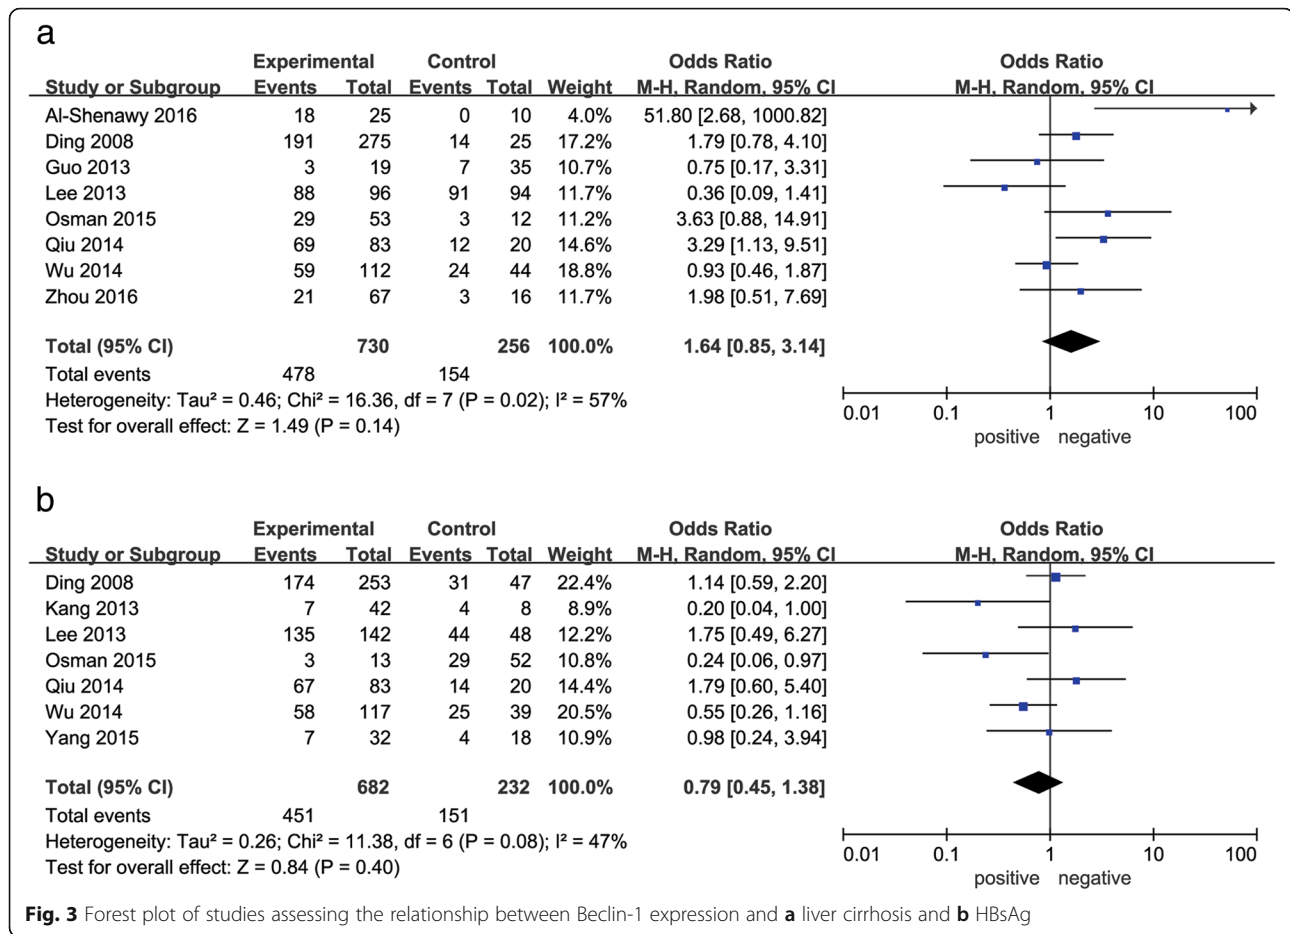 a
Experimental Control Odds Ratio Odds Ratio
Study or Subgroup Events Total Events Total Weight M-H, Random, 95% CI M-H, Random, 95% CI
Al-Shenawy 2016 18 25 0 10 4.0% 51.80 [2.68, 1000.82]
Ding 2008 191 275 14 25 17.2% 1.79 [0.78, 4.10]
Guo 2013 3 19 7 35 10.7% 0.75 [0.17, 3.31]
Lee 2013 88 96 91 94 11.7% 0.36 [0.09, 1.41]
Osman 2015 29 53 3 12 11.2% 3.63 [0.88, 14.91]
Qiu 2014 69 83 12 20 14.6% 3.29 [1.13, 9.51]
Wu 2014 59 112 24 44 18.8% 0.93 [0.46, 1.87]
Zhou 2016 21 67 3 16 11.7% 1.98 [0.51, 7.69]
Total (95% CI) 730 256 100.0% 1.64 [0.85, 3.14]
Total events 478 154
Heterogeneity: Tau² = 0.46; Chi² = 16.36, df = 7 (P = 0.02); I² = 57%
Test for overall effect: Z = 1.49 (P = 0.14)
0.01 0.1 1 10 100
positive negative
b
Experimental Control Odds Ratio Odds Ratio
Study or Subgroup Events Total Events Total Weight M-H, Random, 95% CI M-H, Random, 95% CI
Ding 2008 174 253 31 47 22.4% 1.14 [0.59, 2.20]
Kang 2013 7 42 4 8 8.9% 0.20 [0.04, 1.00]
Lee 2013 135 142 44 48 12.2% 1.75 [0.49, 6.27]
Osman 2015 3 13 29 52 10.8% 0.24 [0.06, 0.97]
Qiu 2014 67 83 14 20 14.4% 1.79 [0.60, 5.40]
Wu 2014 58 117 25 39 20.5% 0.55 [0.26, 1.16]
Yang 2015 7 32 4 18 10.9% 0.98 [0.24, 3.94]
Total (95% CI) 682 232 100.0% 0.79 [0.45, 1.38]
Total events 451 151
Heterogeneity: Tau² = 0.26; Chi² = 11.38, df = 6 (P = 0.08); I² = 47%
Test for overall effect: Z = 0.84 (P = 0.40)
0.01 0.1 1 10 100
positive negative
Fig. 3 Forest plot of studies assessing the relationship between Beclin-1 expression and a liver cirrhosis and b HBsAg